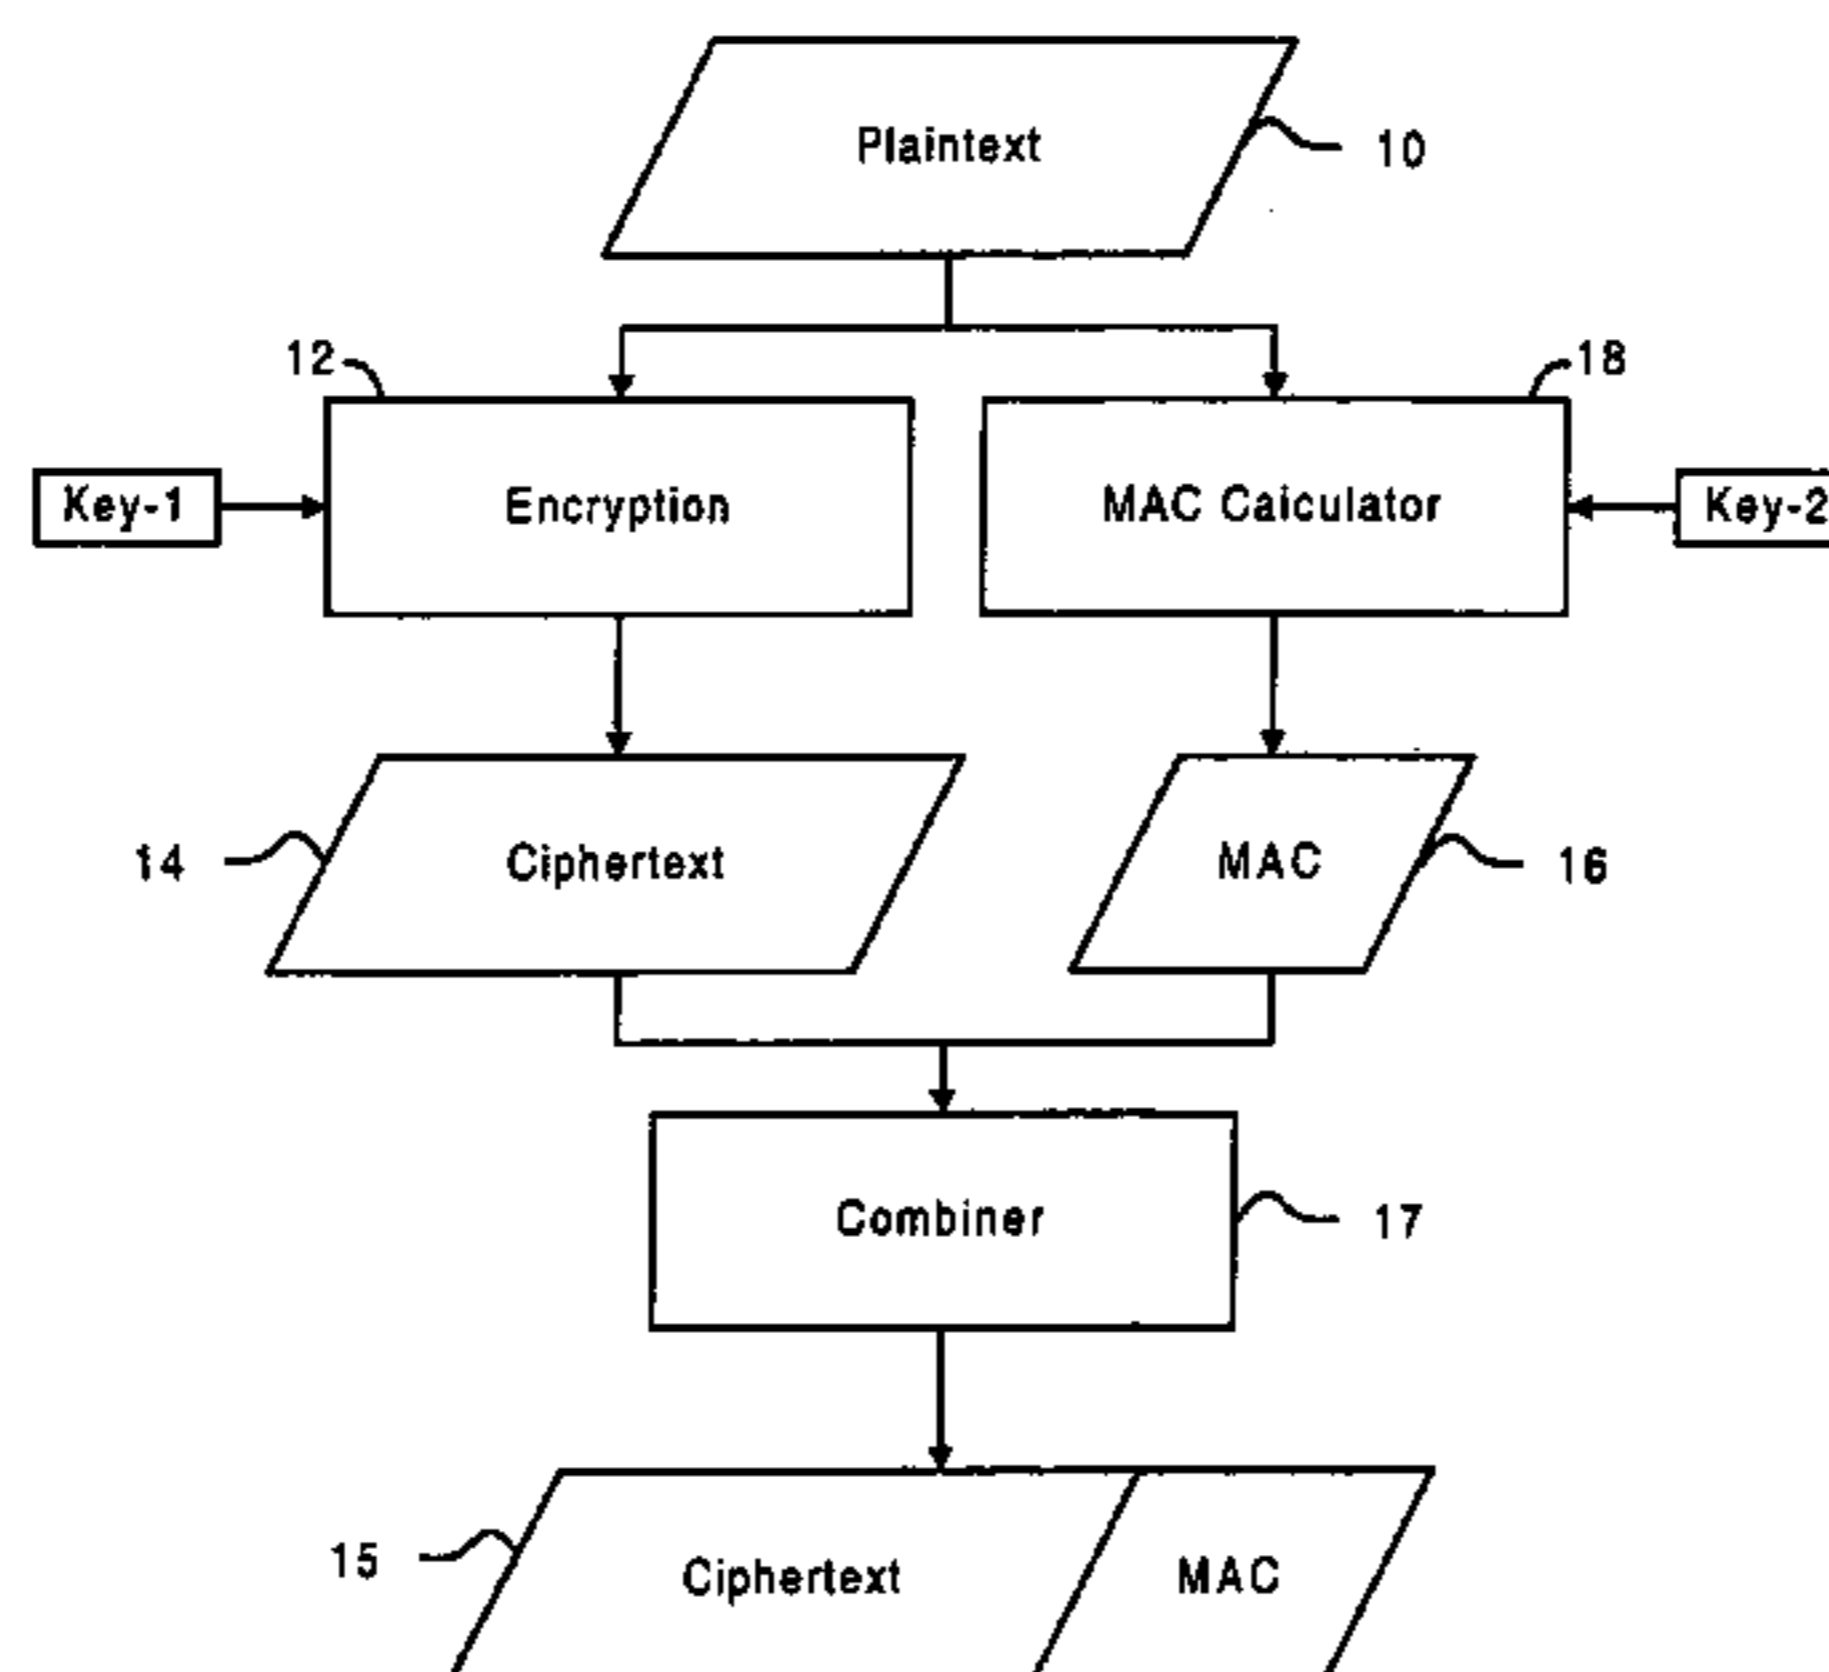 Plaintext
10
12
18
Key-1
Encryption
MAC Caiculator
Key-2
14
Ciphertext
MAC
16
Combiner
17
15
Ciphertext
MAC